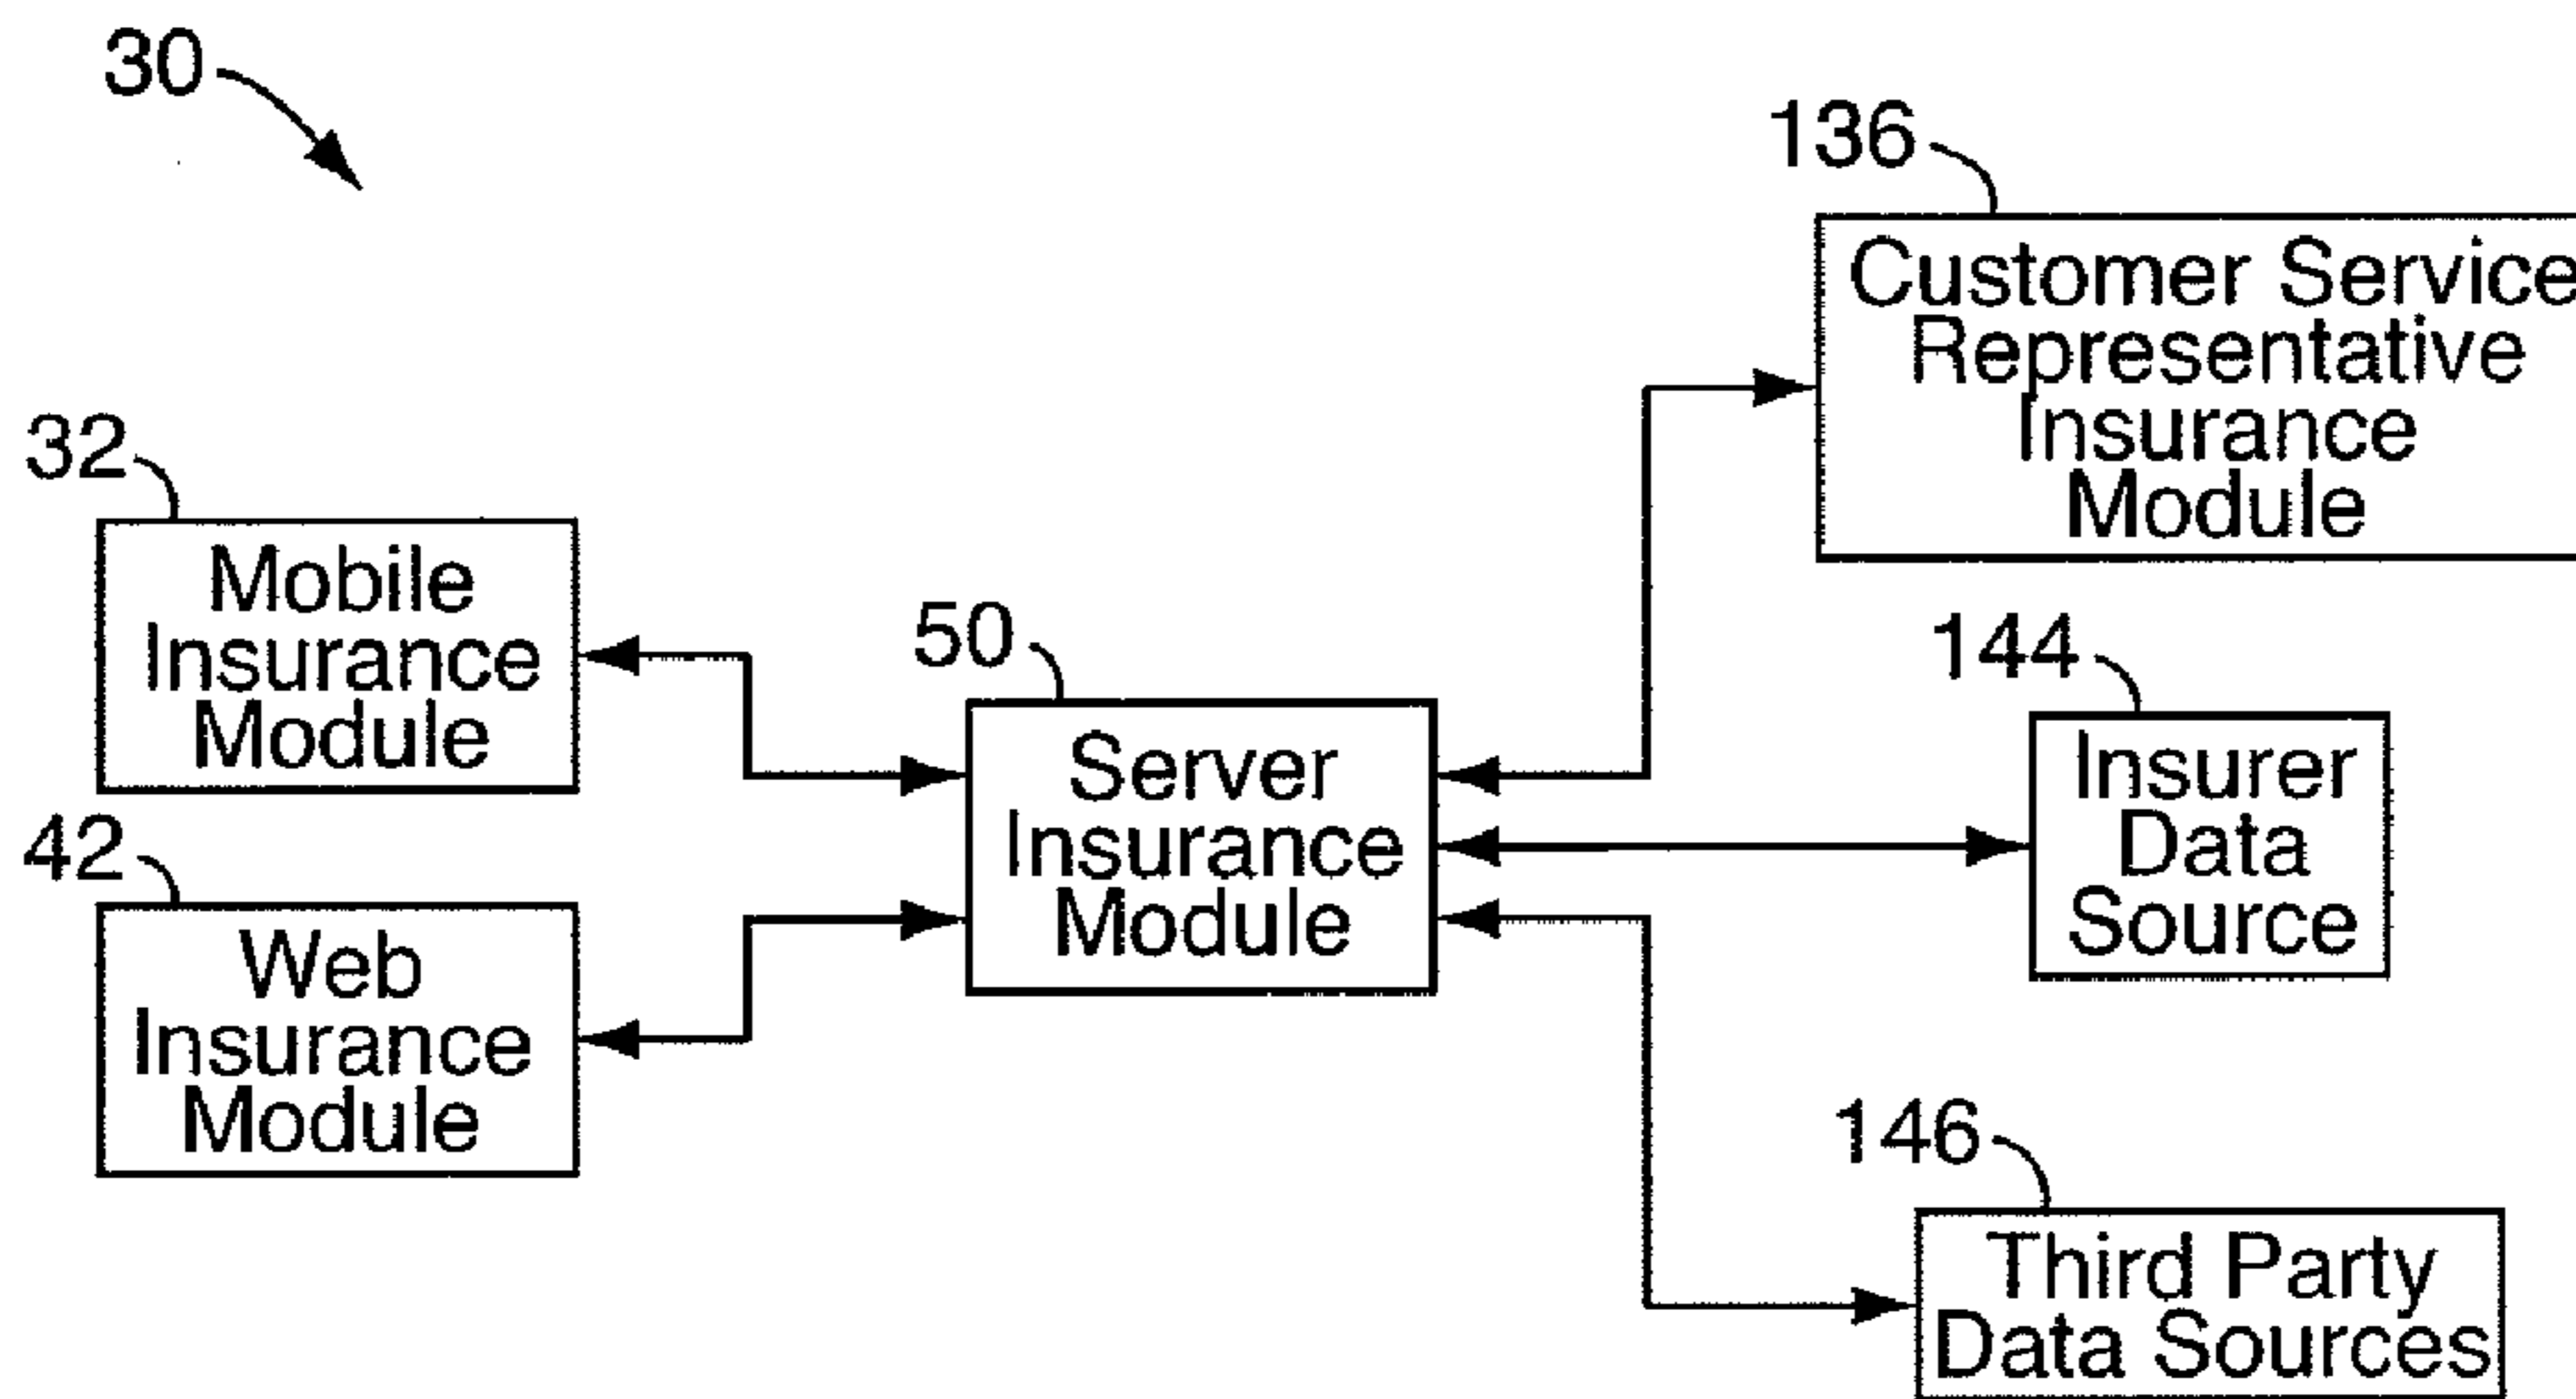 30
136
Customer Service
Representative
Insurance
Module
32
Mobile
Insurance
Module
50
Server
Insurance
Module
144
Insurer
Data
Source
42
Web
Insurance
Module
146
Third Party
Data Sources